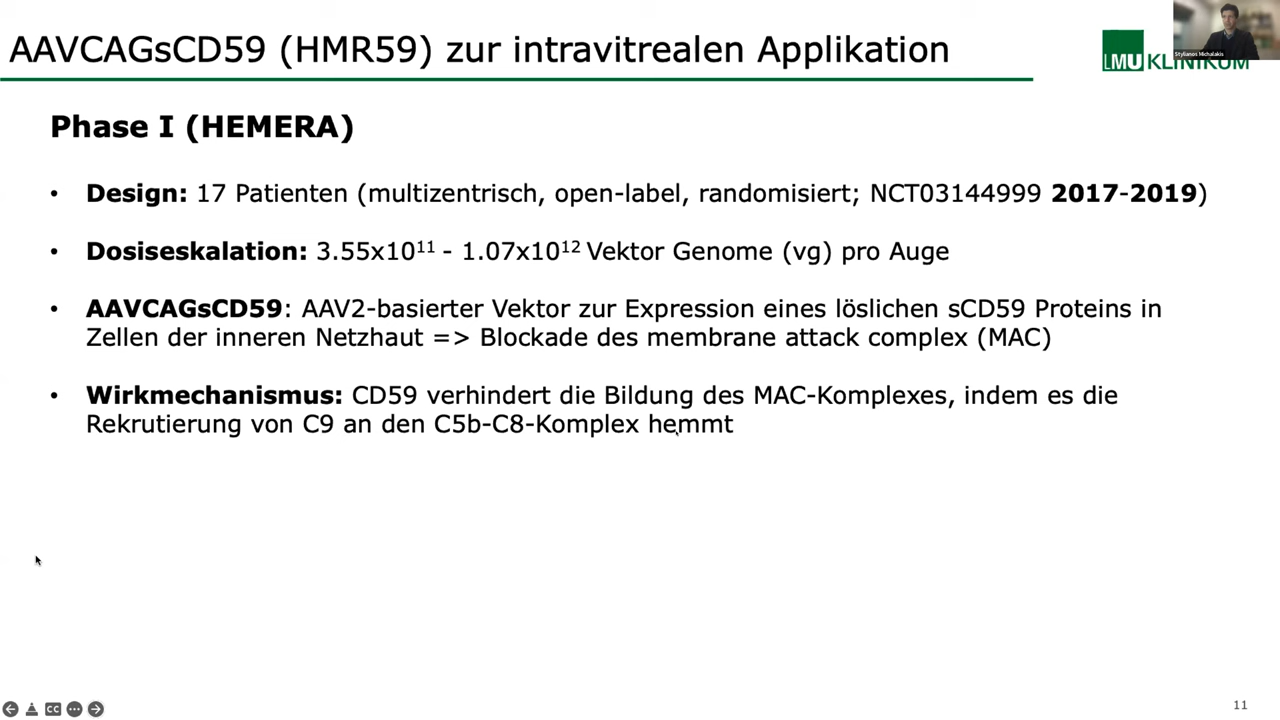 AAVCAGsCD59 (HMR59) zur intravitrealen Applikation
Stylianos Michalakis
LMU KLINIKUM
Phase I (HEMERA)
• Design: 17 Patienten (multizentrisch, open-label, randomisiert; NCT03144999 2017-2019)
• Dosiseskalation: 3.55x10¹¹ - 1.07x10¹² Vektor Genome (vg) pro Auge
• AAVCAGsCD59: AAV2-basierter Vektor zur Expression eines löslichen sCD59 Proteins in
Zellen der inneren Netzhaut => Blockade des membrane attack complex (MAC)
• Wirkmechanismus: CD59 verhindert die Bildung des MAC-Komplexes, indem es die
Rekrutierung von C9 an den C5b-C8-Komplex hemmt
CC
11